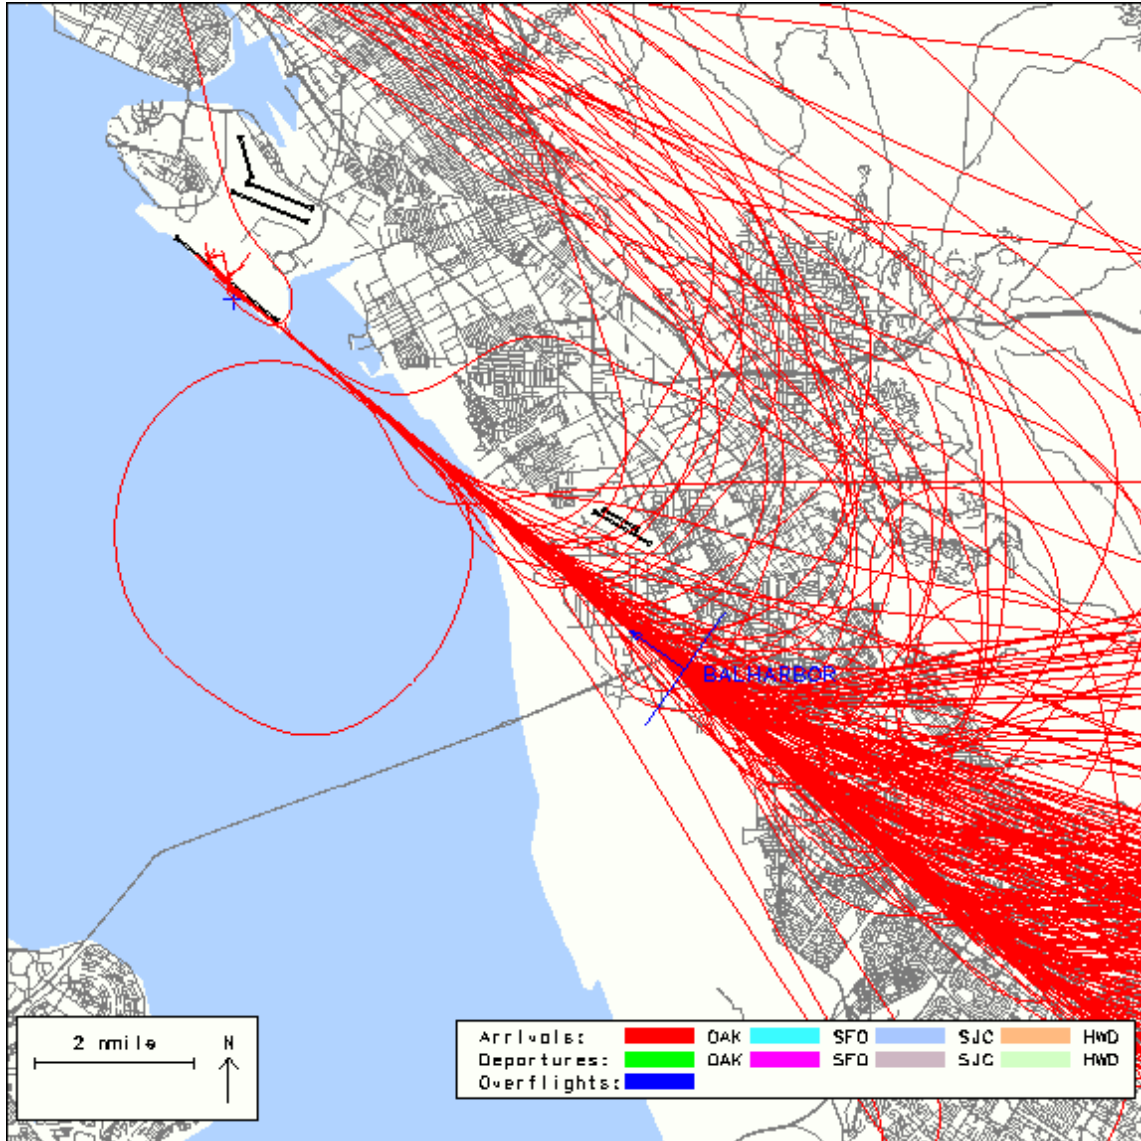 BALHARBOR
2 nmile N
Arrivals: OAK SFO SJC HWD
Departures: OAK SFO SJC HWD
Overflights: